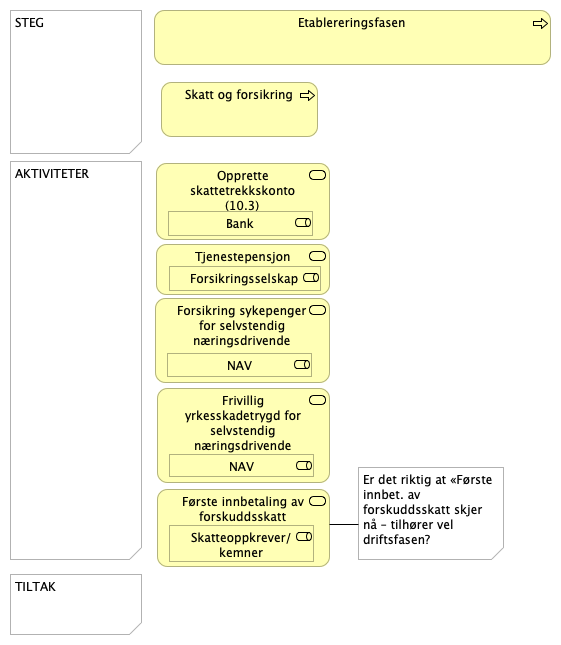 STEG
Etablereringsfasen
Skatt og forsikring
AKTIVITETER
Opprette
skattetrekkskonto
(10.3)
Bank
Tjenestepensjon
Forsikringsselskap
Forsikring sykepenger
for selvstendig
næringsdrivende
NAV
Frivillig
yrkesskadetrygd for
selvstendig
næringsdrivende
NAV
Første innbetaling av
forskuddsskatt
Skatteoppkrever/
kemner
Er det riktig at «Første
innbet. av
forskuddsskatt skjer
nå – tilhører vel
driftsfasen?
TILTAK